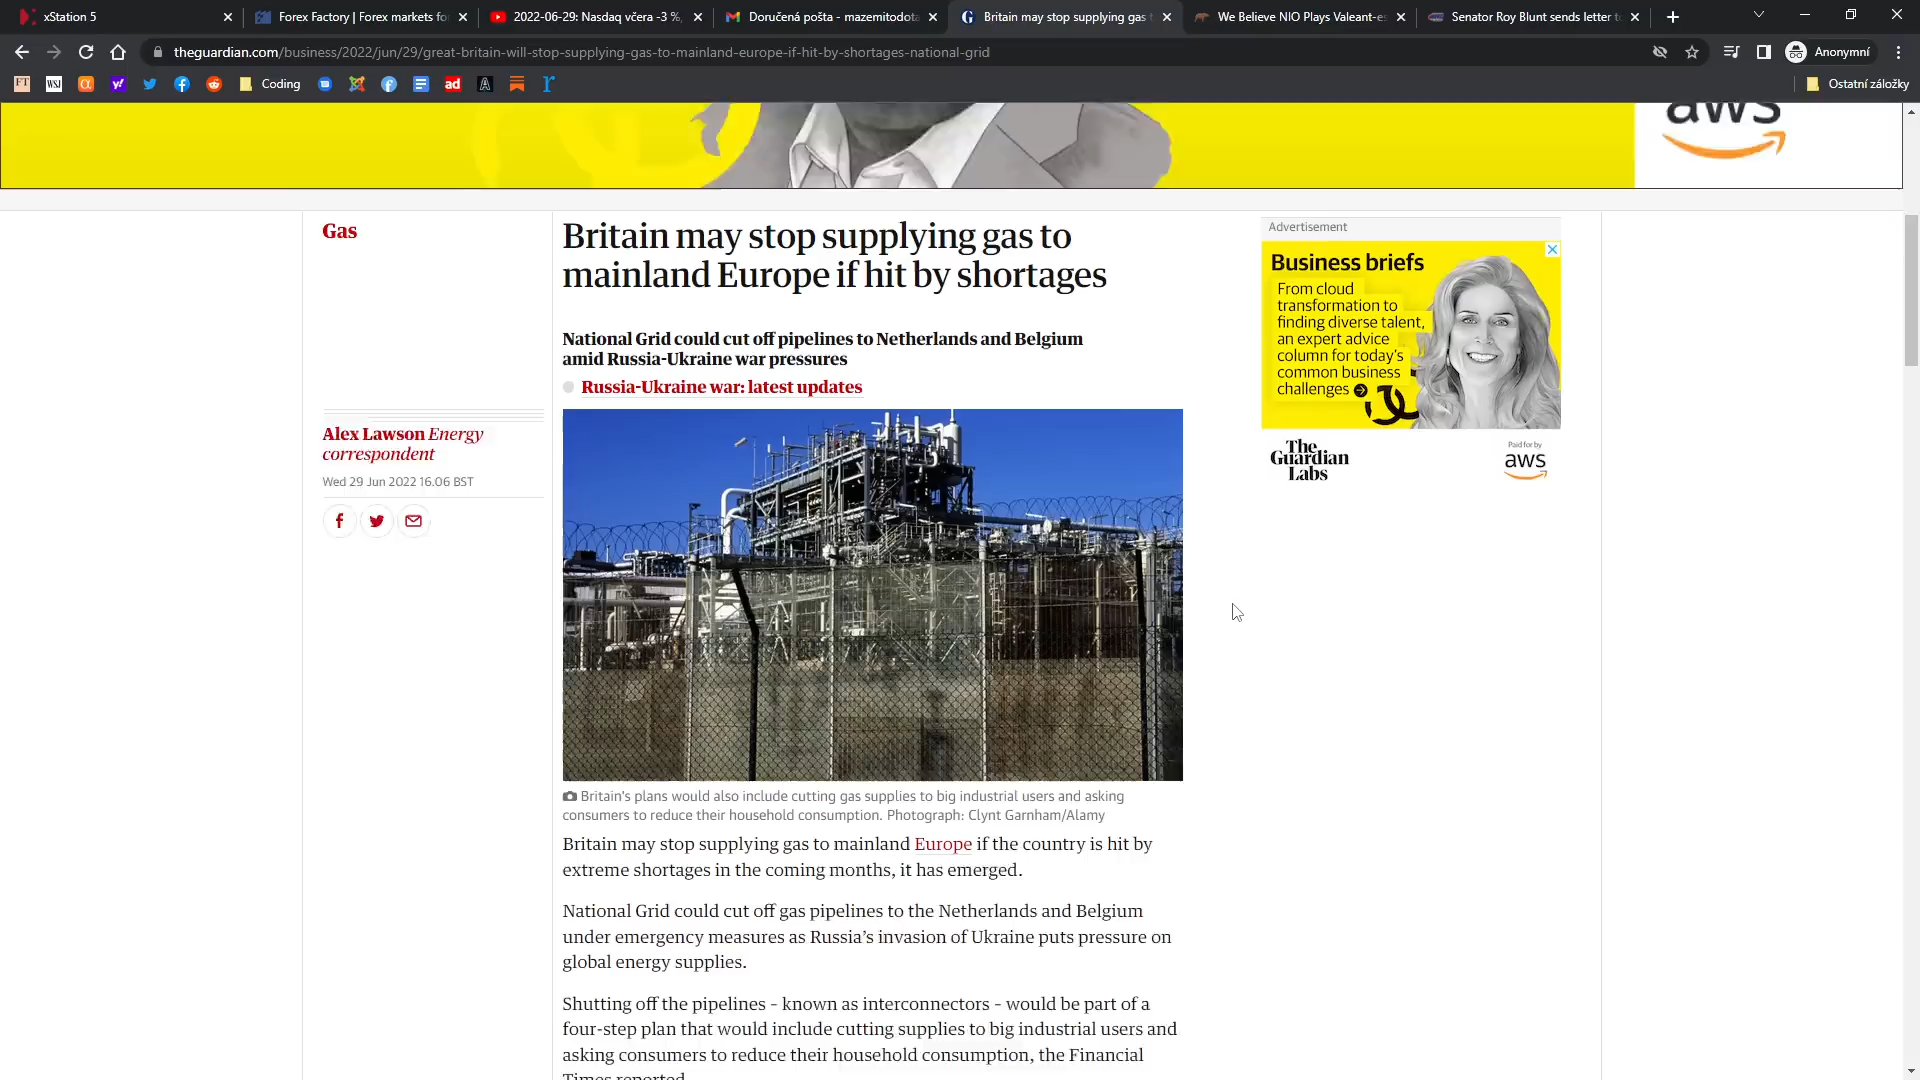 xStation 5
Forex Factory | Forex markets fo
2022-06-29: Nasdaq včera -3 %,
Doručená pošta - mazemitodota
Britain may stop supplying gas t
We Believe NIO Plays Valeant-es
Senator Roy Blunt sends letter t
theguardian.com/business/2022/jun/29/great-britain-will-stop-supplying-gas-to-mainland-europe-if-hit-by-shortages-national-grid
Anonymní
FT
WSJ
Coding
ad
Ostatní záložky
aws
Gas
Britain may stop supplying gas to
mainland Europe if hit by shortages
National Grid could cut off pipelines to Netherlands and Belgium
amid Russia-Ukraine war pressures
Russia-Ukraine war: latest updates
Alex Lawson Energy
correspondent
Wed 29 Jun 2022 16.06 BST
Advertisement
Business briefs
From cloud
transformation to
finding diverse talent,
an expert advice
column for today's
common business
challenges
The
Guardian
Labs
Paid for by
aws
Britain's plans would also include cutting gas supplies to big industrial users and asking
consumers to reduce their household consumption. Photograph: Clynt Garnham/Alamy
Britain may stop supplying gas to mainland Europe if the country is hit by
extreme shortages in the coming months, it has emerged.
National Grid could cut off gas pipelines to the Netherlands and Belgium
under emergency measures as Russia's invasion of Ukraine puts pressure on
global energy supplies.
Shutting off the pipelines – known as interconnectors – would be part of a
four-step plan that would include cutting supplies to big industrial users and
asking consumers to reduce their household consumption, the Financial
Times reported.